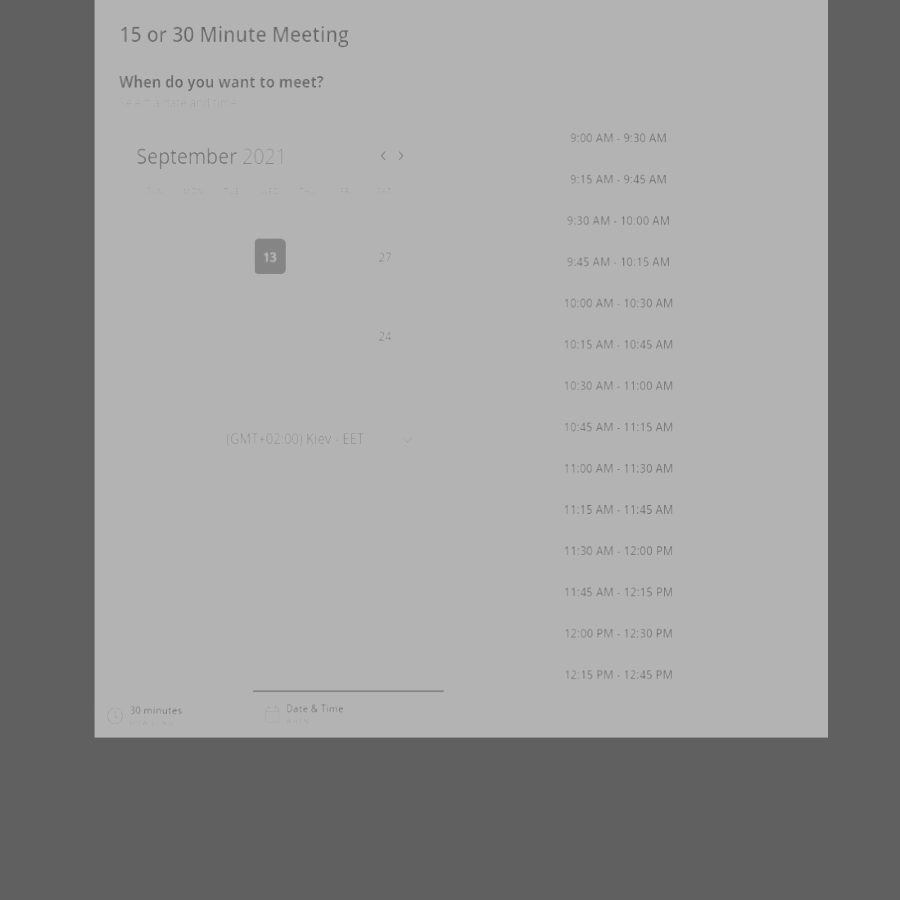 15 or 30 Minute Meeting
When do you want to meet?
September 2021
13
27
24
(GMT+02:00) Kiev - EET
9:00 AM - 9:30 AM
9:15 AM - 9:45 AM
9:30 AM - 10:00 AM
9:45 AM - 10:15 AM
10:00 AM - 10:30 AM
10:15 AM - 10:45 AM
10:30 AM - 11:00 AM
10:45 AM - 11:15 AM
11:00 AM - 11:30 AM
11:15 AM - 11:45 AM
11:30 AM - 12:00 PM
11:45 AM - 12:15 PM
12:00 PM - 12:30 PM
12:15 PM - 12:45 PM
30 minutes
Date & Time